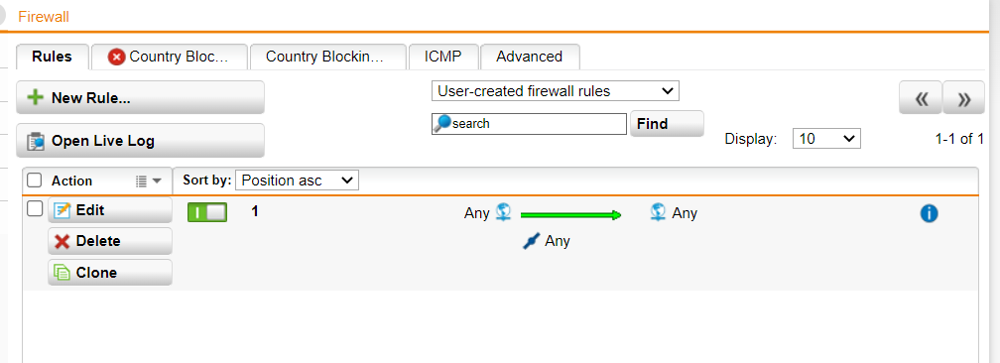 Firewall
Rules
Country Bloc...
Country Blockin...
ICMP
Advanced
New Rule...
User-created firewall rules
search
Find
Open Live Log
Display:
10
1-1 of 1
Action
Sort by:
Position asc
Edit
1
Any
Any
Delete
Any
Clone